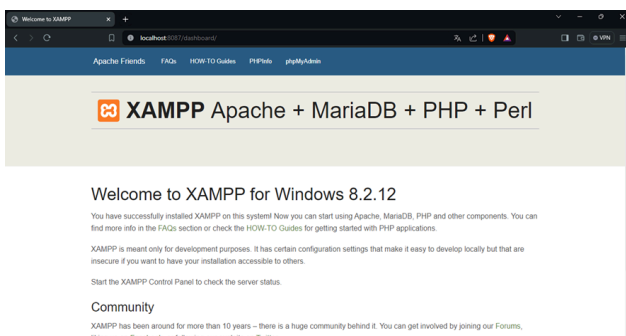 Welcome to XAMPP
localhost:8087/dashboard/
VPN
Apache Friends FAQs HOW-TO Guides PHPInfo phpMyAdmin
XAMPP Apache + MariaDB + PHP + Perl
Welcome to XAMPP for Windows 8.2.12
You have successfully installed XAMPP on this system! Now you can start using Apache, MariaDB, PHP and other components. You can
find more info in the FAQs section or check the HOW-TO Guides for getting started with PHP applications.
XAMPP is meant only for development purposes. It has certain configuration settings that make it easy to develop locally but that are
insecure if you want to have your installation accessible to others.
Start the XAMPP Control Panel to check the server status.
Community
XAMPP has been around for more than 10 years – there is a huge community behind it. You can get involved by joining our Forums,